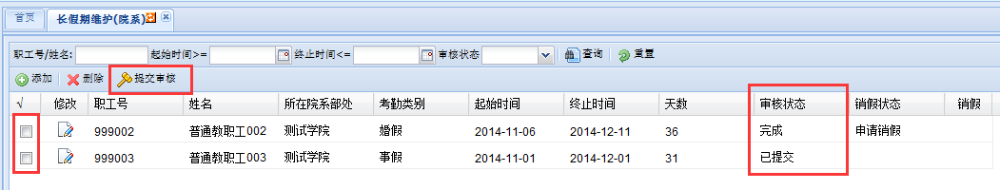 首页 长假期维护(院系)
职工号/姓名: 起始时间>= 终止时间<= 审核状态 查询 重置
添加 删除 提交审核
√ 修改 职工号 姓名 所在院系部处 考勤类别 起始时间 终止时间 天数 审核状态 销假状态 销假
999002 普通教职工002 测试学院 婚假 2014-11-06 2014-12-11 36 完成 申请销假
999003 普通教职工003 测试学院 事假 2014-11-01 2014-12-01 31 已提交